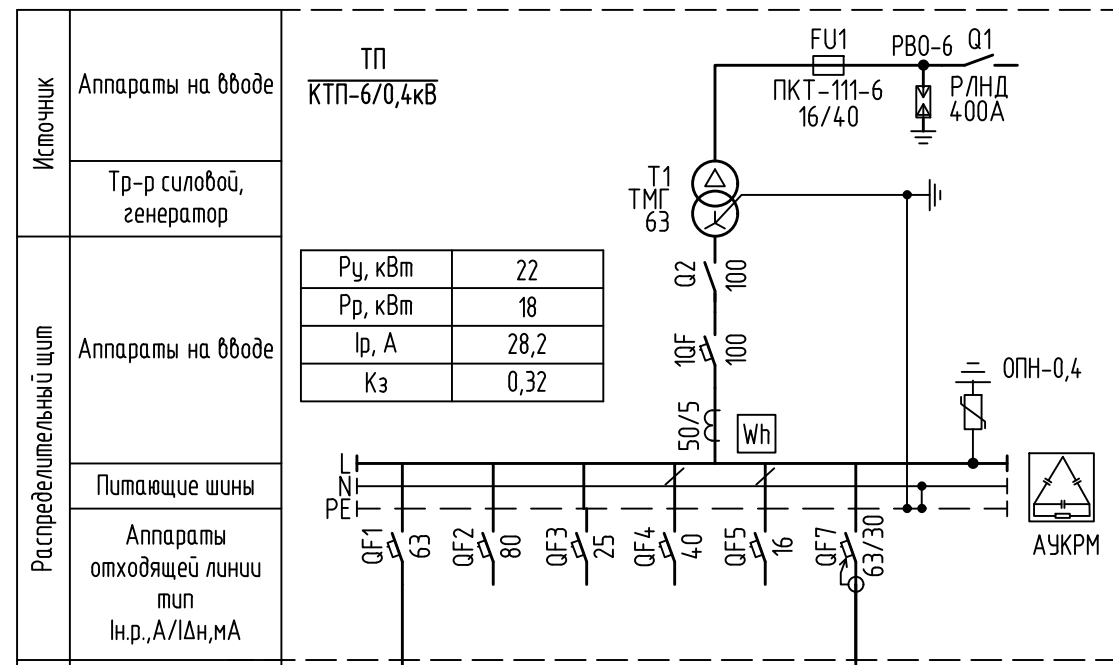 Источник
Аппараты на вводе
Тр-р силовой,
генератор
ТП
КТП-6/0,4кВ
FU1
РВО-6
Q1
ПКТ-111-6
16/40
РЛНД
400А
Т1
ТМГ
63
Распределительный щит
Аппараты на вводе
Ру, кВт 22
Рр, кВт 18
Iр, А 28,2
Кз 0,32
Q2 100
1QF 100
50/5
Wh
ОПН-0,4
L
N
PE
Питающие шины
АУКРМ
Аппараты
отходящей линии
тип
Iн.р.,А/IΔн,мА
QF1 63
QF2 80
QF3 25
QF4 40
QF5 16
QF7 63/30